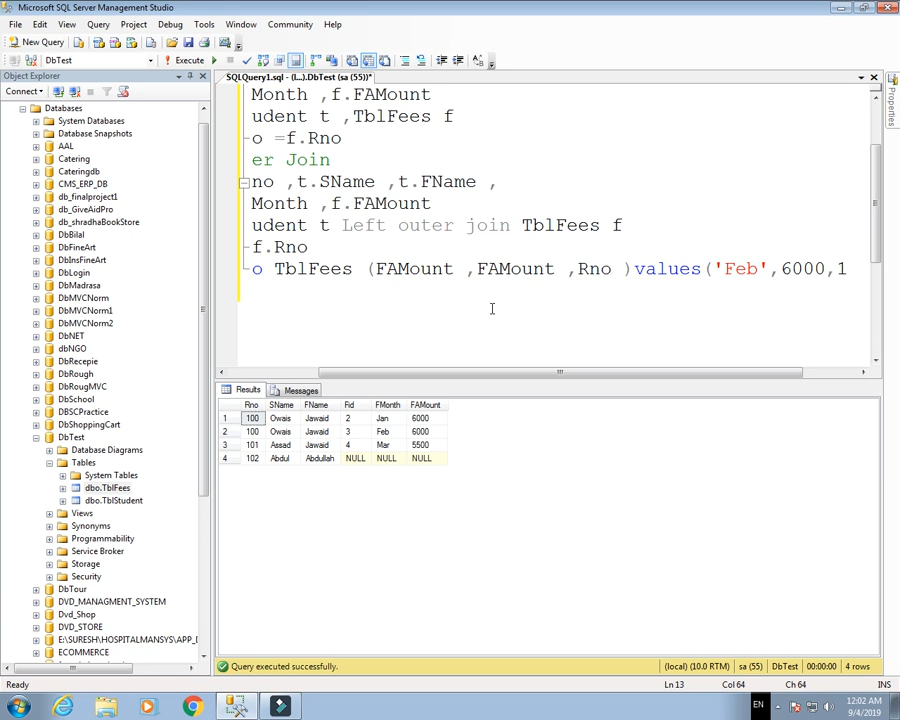 Microsoft SQL Server Management Studio
File Edit View Query Project Debug Tools Window Community Help
New Query
DbTest Execute
Object Explorer
SQLQuery1.sql - (l...).DbTest (sa (55))*
Connect
Databases
System Databases
Database Snapshots
AAL
Catering
Cateringdb
CMS_ERP_DB
db_finalproject1
db_GiveAidPro
db_shradhaBookStore
DbBilal
DbFineArt
DbInsFineArt
DbLogin
DbMadrasa
DbMVCNorm
DbMVCNorm1
DbMVCNorm2
DbNET
dbNGO
DbRecepie
DbRough
DbRougMVC
DbSchool
DBSCPractice
DbShoppingCart
DbTest
Database Diagrams
Tables
System Tables
dbo.TblFees
dbo.TblStudent
Views
Synonyms
Programmability
Service Broker
Storage
Security
DbTour
DVD_MANAGMENT_SYSTEM
Dvd_Shop
DVD_STORE
E:\SURESH\HOSPITALMANSYS\APP_D
ECOMMERCE
Month ,f.FAMount
udent t ,TblFees f
o =f.Rno
er Join
no ,t.SName ,t.FName ,
Month ,f.FAMount
udent t Left outer join TblFees f
f.Rno
o TblFees (FAMount ,FAMount ,Rno )values('Feb',6000,1
Properties
Results Messages
Rno SName FName Fid FMonth FAMount
1 100 Owais Jawaid 2 Jan 6000
2 100 Owais Jawaid 3 Feb 6000
3 101 Assad Jawaid 4 Mar 5500
4 102 Abdul Abdullah NULL NULL NULL
Query executed successfully. (local) (10.0 RTM) sa (55) DbTest 00:00:00 4 rows
Ready Ln 13 Col 64 Ch 64 INS
EN
12:02 AM
9/4/2019